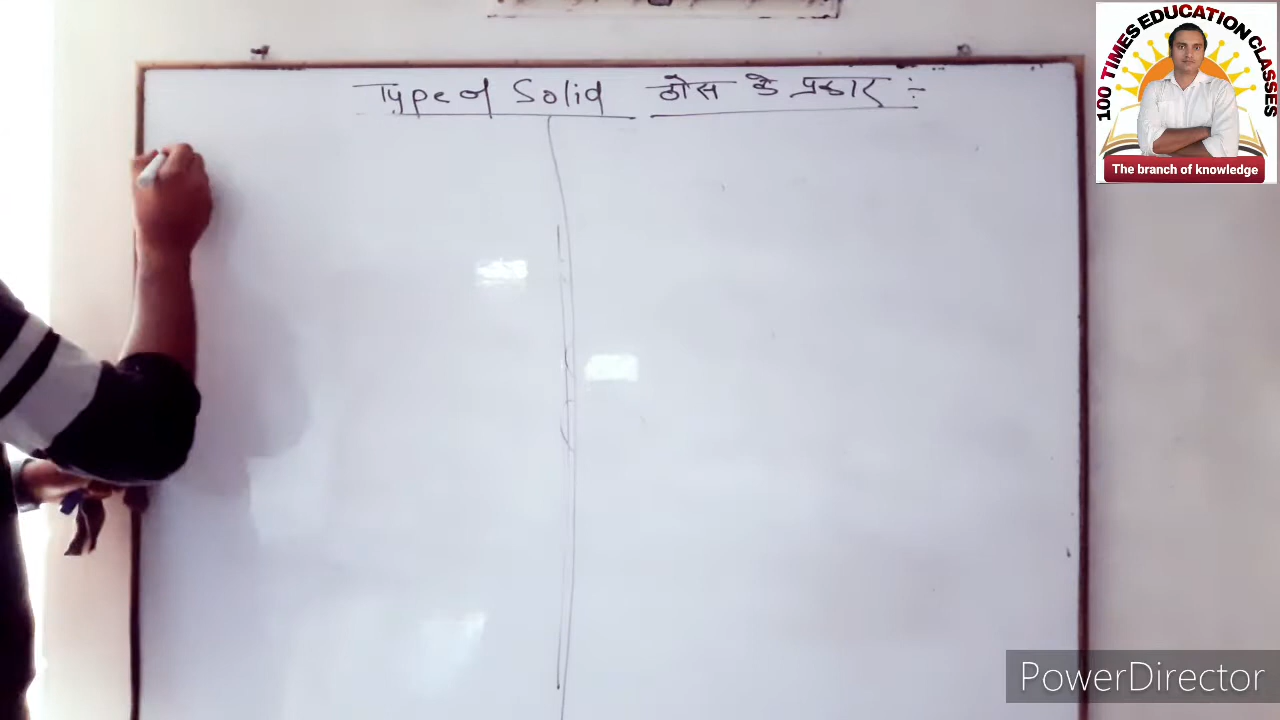 Type of Solid ठोस के प्रकार :-
100 TIMES EDUCATION CLASSES
The branch of knowledge
PowerDirector